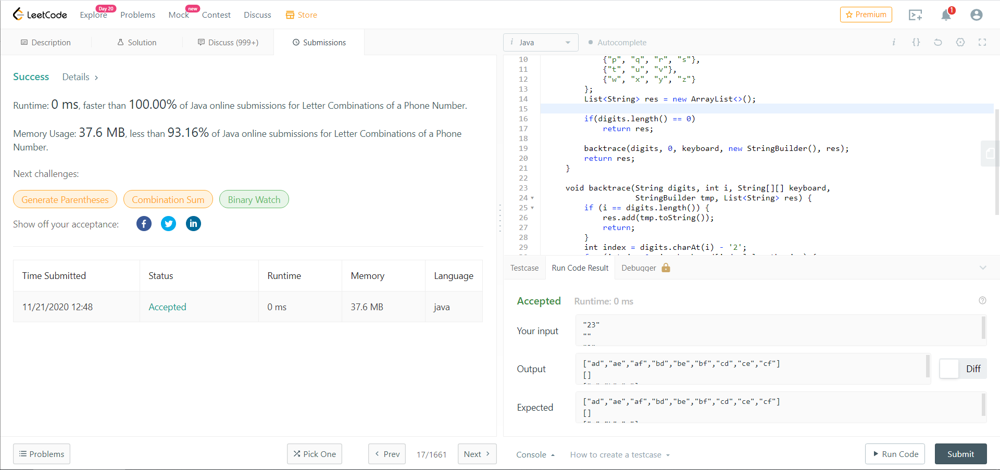 LeetCode Explore Day 20 Problems Mock new Contest Discuss Store Premium 1
Description Solution Discuss (999+) Submissions
Success Details >
Runtime: 0 ms, faster than 100.00% of Java online submissions for Letter Combinations of a Phone Number.
Memory Usage: 37.6 MB, less than 93.16% of Java online submissions for Letter Combinations of a Phone
Number.
Next challenges:
Generate Parentheses Combination Sum Binary Watch
Show off your acceptance:
Time Submitted Status Runtime Memory Language
11/21/2020 12:48 Accepted 0 ms 37.6 MB java
Problems Pick One < Prev 17/1661 Next >
i Java Autocomplete i {}
10 {"p", "q", "r", "s"},
11 {"t", "u", "v"},
12 {"w", "x", "y", "z"}
13 };
14 List<String> res = new ArrayList<>();
15
16 if(digits.length() == 0)
17 return res;
18
19 backtrace(digits, 0, keyboard, new StringBuilder(), res);
20 return res;
21 }
22
23 void backtrace(String digits, int i, String[][] keyboard,
24 StringBuilder tmp, List<String> res) {
25 if (i == digits.length()) {
26 res.add(tmp.toString());
27 return;
28 }
29 int index = digits.charAt(i) - '2';
Testcase Run Code Result Debugger
Accepted Runtime: 0 ms
Your input
"23"
""
Output
["ad","ae","af","bd","be","bf","cd","ce","cf"]
[]
Diff
Expected
["ad","ae","af","bd","be","bf","cd","ce","cf"]
[]
Console How to create a testcase Run Code Submit